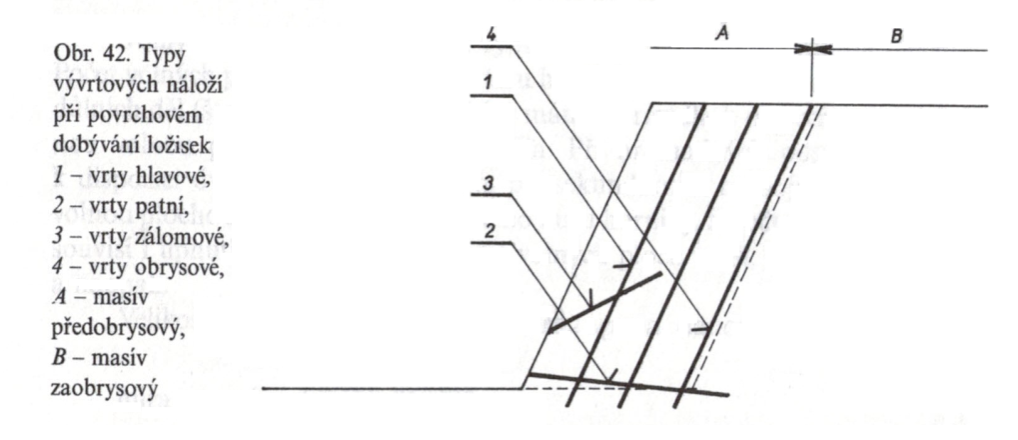 Obr. 42. Typy
vývrtových náloží
při povrchovém
dobývání ložisek
1 – vrty hlavové,
2 – vrty patní,
3 – vrty zálomové,
4 – vrty obrysové,
A – masív
předobrysový,
B – masív
zaobrysový
4
A
B
1
3
2